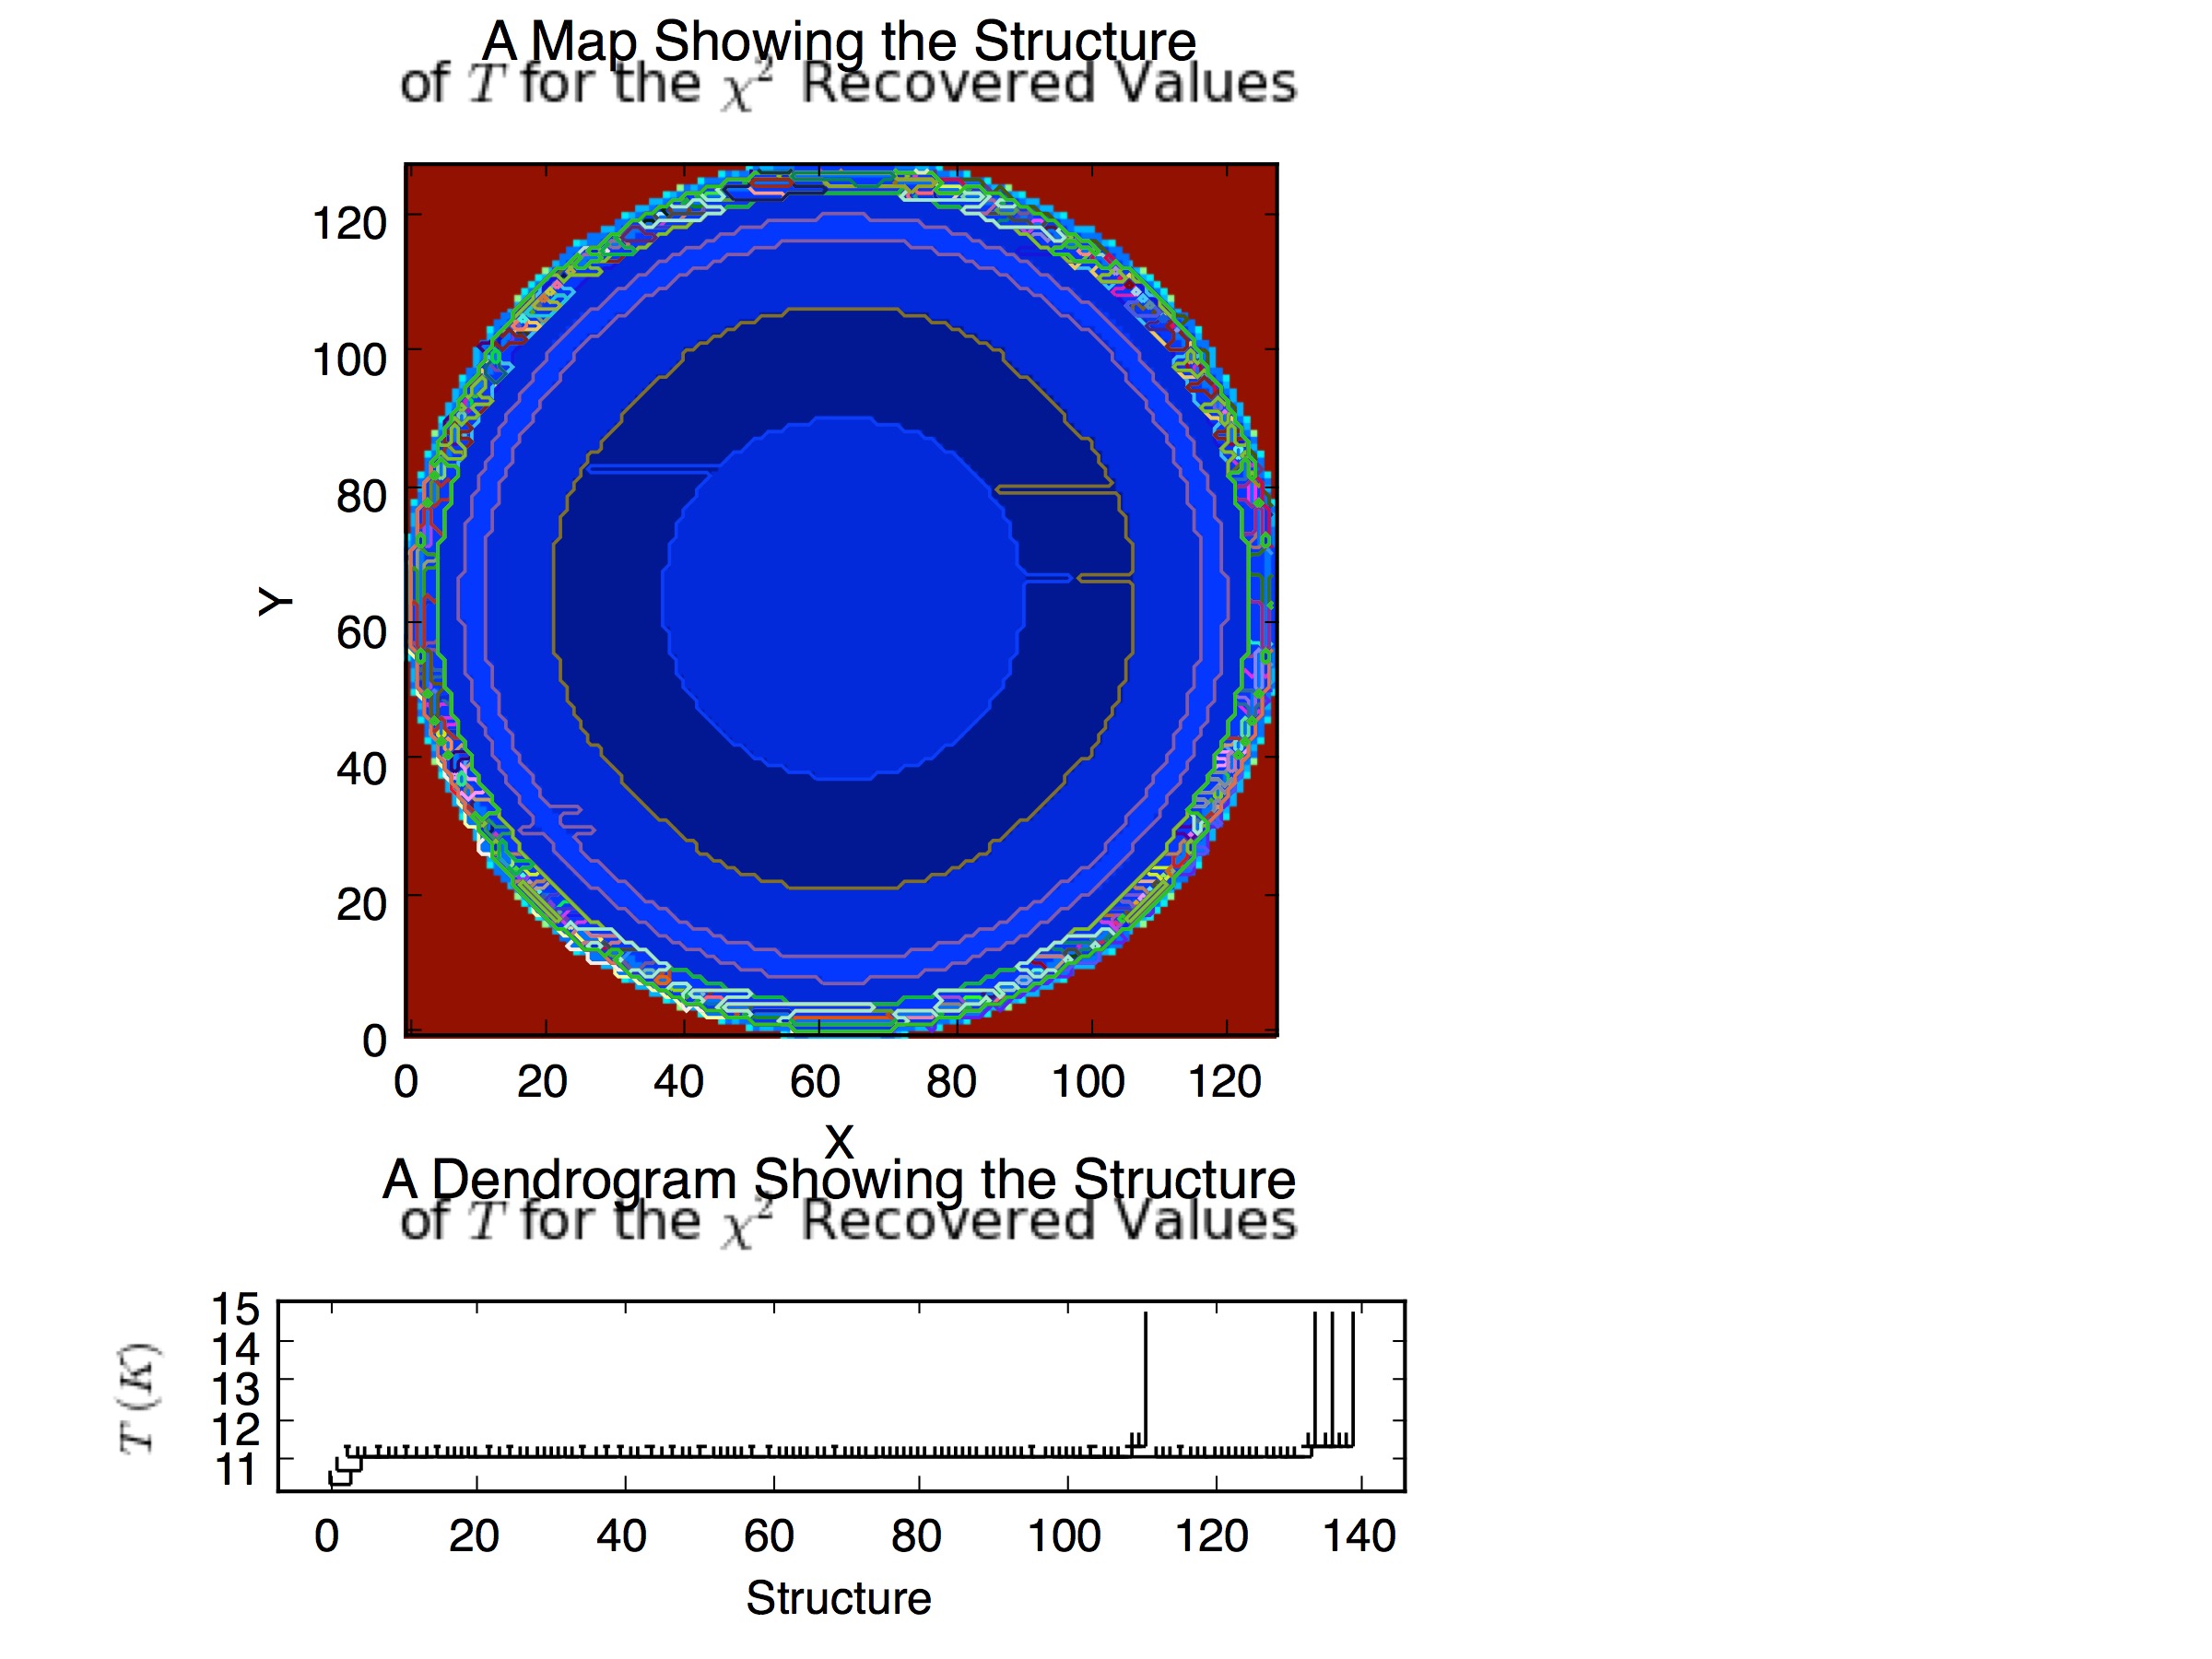 A Map Showing the Structure
of T for the χ² Recovered Values
120
100
80
60
40
20
0
Y
0 20 40 60 80 100 120
X
A Dendrogram Showing the Structure
of T for the χ² Recovered Values
15
14
13
12
11
T (K)
0 20 40 60 80 100 120 140
Structure